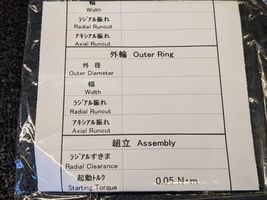 幅
Width
ラジアル振れ
Radial Runout
アキシアル振れ
Axial Runout
外輪 Outer Ring
外 径
Outer Diameter
幅
Width
ラジアル振れ
Radial Runout
アキシアル振れ
Axial Runout
組立 Assembly
ラジアルすきま
Radial Clearance
起動トルク
Starting Torque
0.05 N·m